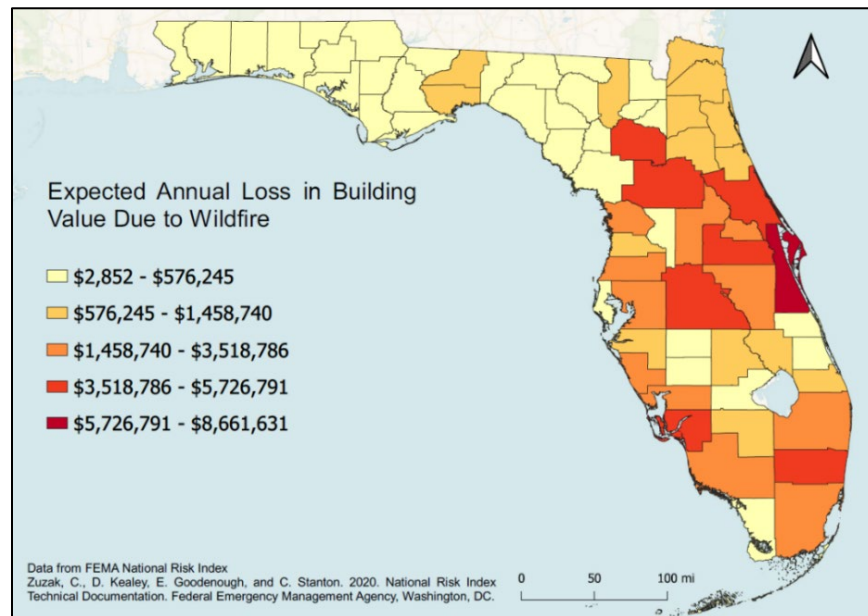 Expected Annual Loss in Building
Value Due to Wildfire
$2,852 - $576,245
$576,245 - $1,458,740
$1,458,740 - $3,518,786
$3,518,786 - $5,726,791
$5,726,791 - $8,661,631
Data from FEMA National Risk Index
Zuzak, C., D. Kealey, E. Goodenough, and C. Stanton. 2020. National Risk Index
Technical Documentation. Federal Emergency Management Agency, Washington, DC.
0 50 100 mi